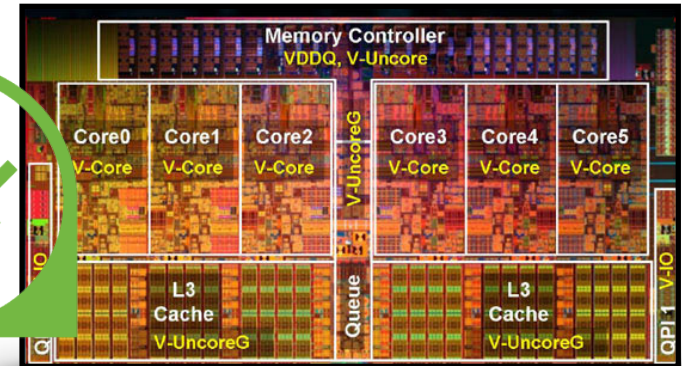 Memory Controller
VDDQ, V-Uncore
Core0
V-Core
Core1
V-Core
Core2
V-Core
V-UncoreG
Core3
V-Core
Core4
V-Core
Core5
V-Core
L3
Cache
V-UncoreG
Queue
L3
Cache
V-UncoreG
V-IO
QPI 1